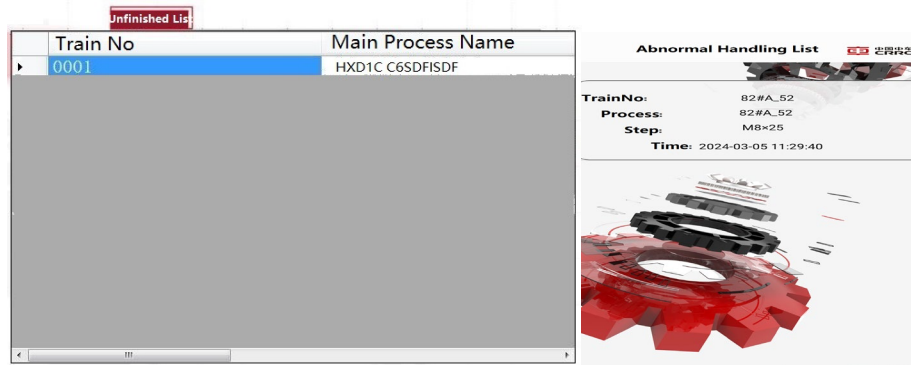 Unfinished Lis
Train No Main Process Name
0001 HXD1C C6SDFISDF
Abnormal Handling List
TrainNo: 82#A_52
Process: 82#A_52
Step: M8×25
Time: 2024-03-05 11:29:40